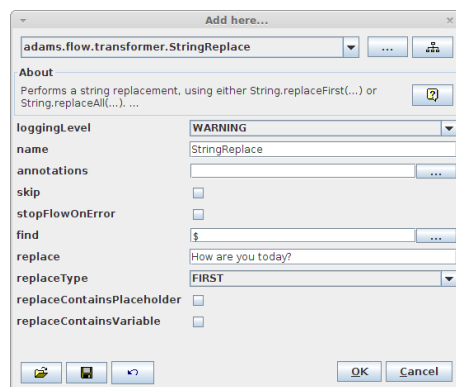 Add here...
adams.flow.transformer.StringReplace
...
About
Performs a string replacement, using either String.replaceFirst(...) or
String.replaceAll(...). ...
loggingLevel WARNING
name StringReplace
annotations ...
skip
stopFlowOnError
find $ ...
replace How are you today?
replaceType FIRST
replaceContainsPlaceholder
replaceContainsVariable
OK Cancel